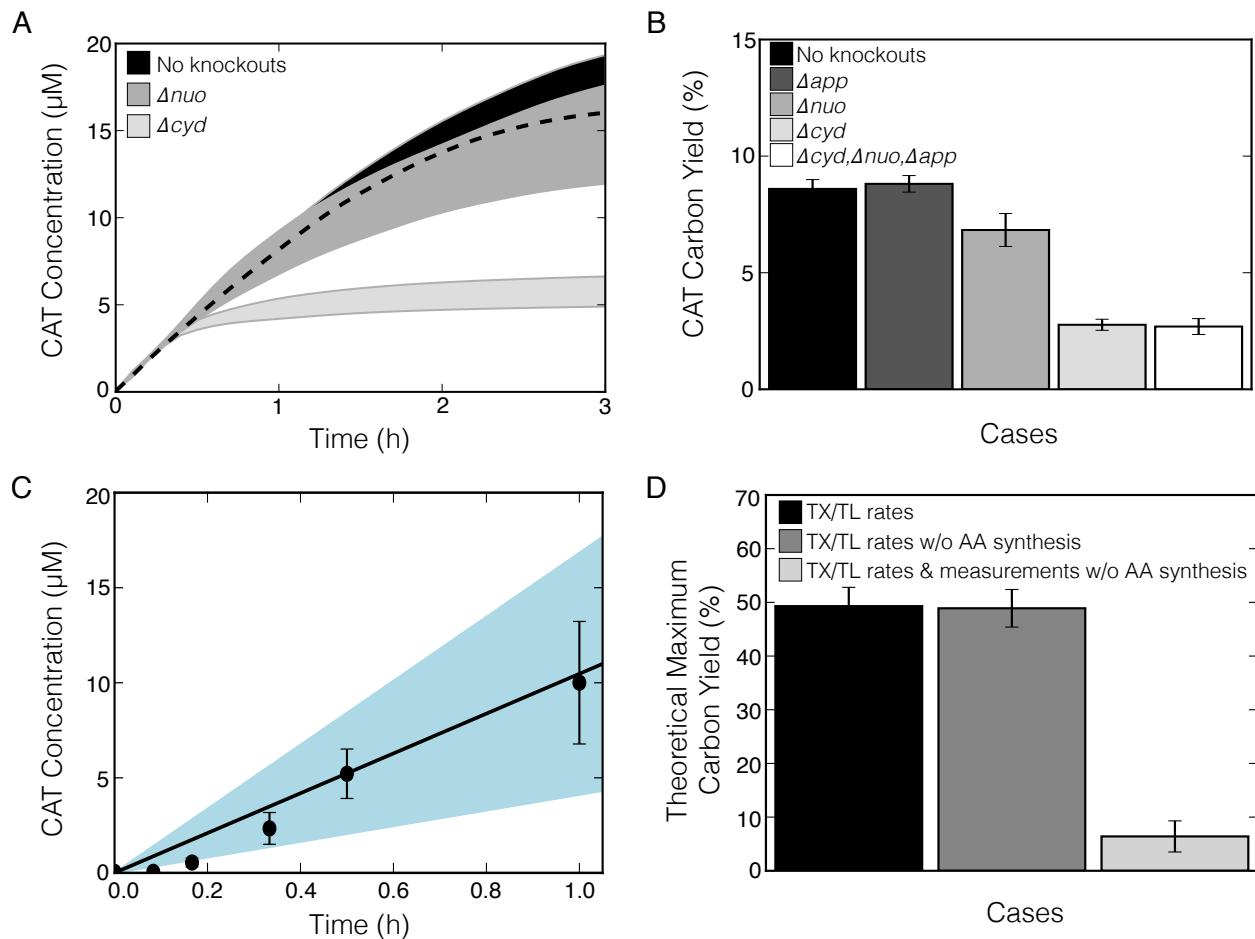 A
20
15
10
5
0
CAT Concentration (µM)
No knockouts
Δnuo
Δcyd
0
1
2
3
Time (h)
B
15
10
5
0
CAT Carbon Yield (%)
No knockouts
Δapp
Δnuo
Δcyd
Δcyd,Δnuo,Δapp
Cases
C
20
15
10
5
0
CAT Concentration (µM)
0.0
0.2
0.4
0.6
0.8
1.0
Time (h)
D
70
60
50
40
30
20
10
0
Theoretical Maximum
Carbon Yield (%)
TX/TL rates
TX/TL rates w/o AA synthesis
TX/TL rates & measurements w/o AA synthesis
Cases